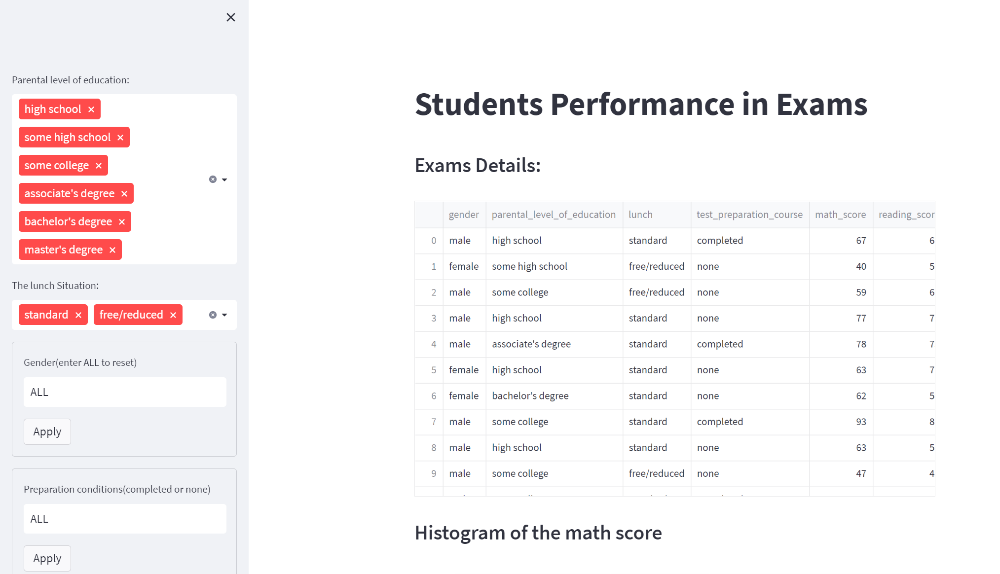 Parental level of education:
high school
some high school
some college
associate's degree
bachelor's degree
master's degree
The lunch Situation:
standard free/reduced
Gender(enter ALL to reset)
ALL
Apply
Preparation conditions(completed or none)
ALL
Apply
Students Performance in Exams
Exams Details:
gender parental_level_of_education lunch test_preparation_course math_score reading_scor
0 male high school standard completed 67 6
1 female some high school free/reduced none 40 5
2 male some college free/reduced none 59 6
3 male high school standard none 77 7
4 male associate's degree standard completed 78 7
5 female high school standard none 63 7
6 female bachelor's degree standard none 62 5
7 male some college standard completed 93 8
8 male high school standard none 63 5
9 male some college free/reduced none 47 4
Histogram of the math score